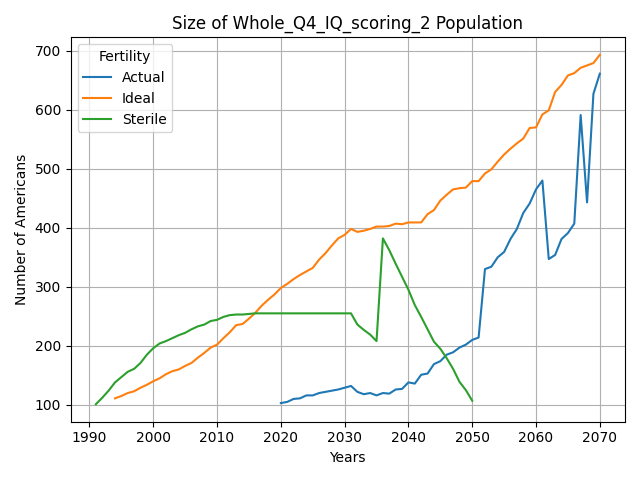 Size of Whole_Q4_IQ_scoring_2 Population
Fertility
Actual
Ideal
Sterile
Number of Americans
700
600
500
400
300
200
100
1990 2000 2010 2020 2030 2040 2050 2060 2070
Years